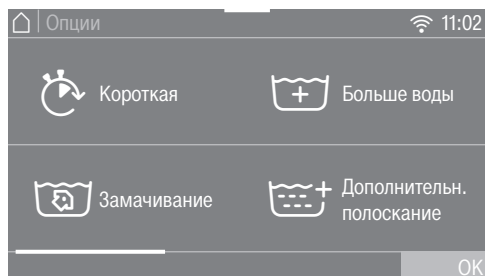 Опции 11:02
Короткая
Больше воды
Замачивание
Дополнительн.
полоскание
OK